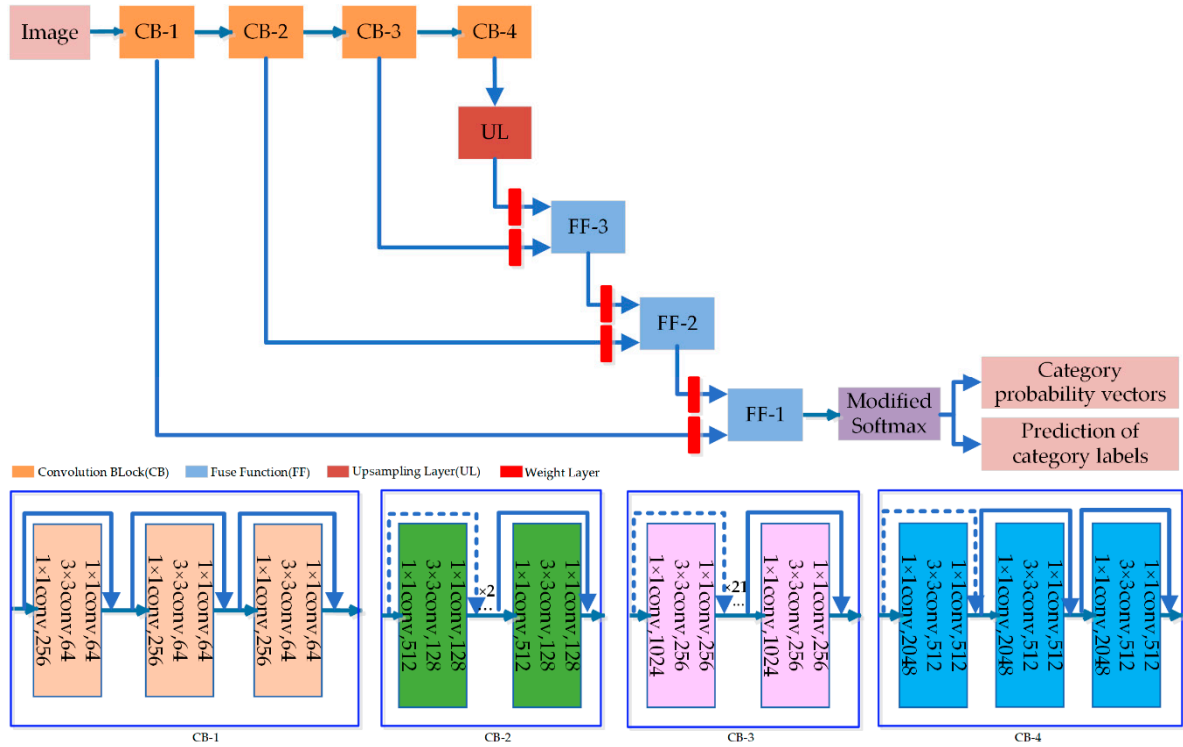 Image
CB-1
CB-2
CB-3
CB-4
UL
FF-3
FF-2
FF-1
Modified
Softmax
Category
probability vectors
Prediction of
category labels
Convolution BLock(CB)
Fuse Function(FF)
Upsampling Layer(UL)
Weight Layer
1×1conv,64
3×3conv,64
1×1conv,256
1×1conv,64
3×3conv,64
1×1conv,256
1×1conv,64
3×3conv,64
1×1conv,256
CB-1
1×1conv,128
3×3conv,128
1×1conv,512
×2
...
1×1conv,128
3×3conv,128
1×1conv,512
CB-2
1×1conv,256
3×3conv,256
1×1conv,1024
×21
...
1×1conv,256
3×3conv,256
1×1conv,1024
CB-3
1×1conv,512
3×3conv,512
1×1conv,2048
1×1conv,512
3×3conv,512
1×1conv,2048
1×1conv,512
3×3conv,512
1×1conv,2048
CB-4